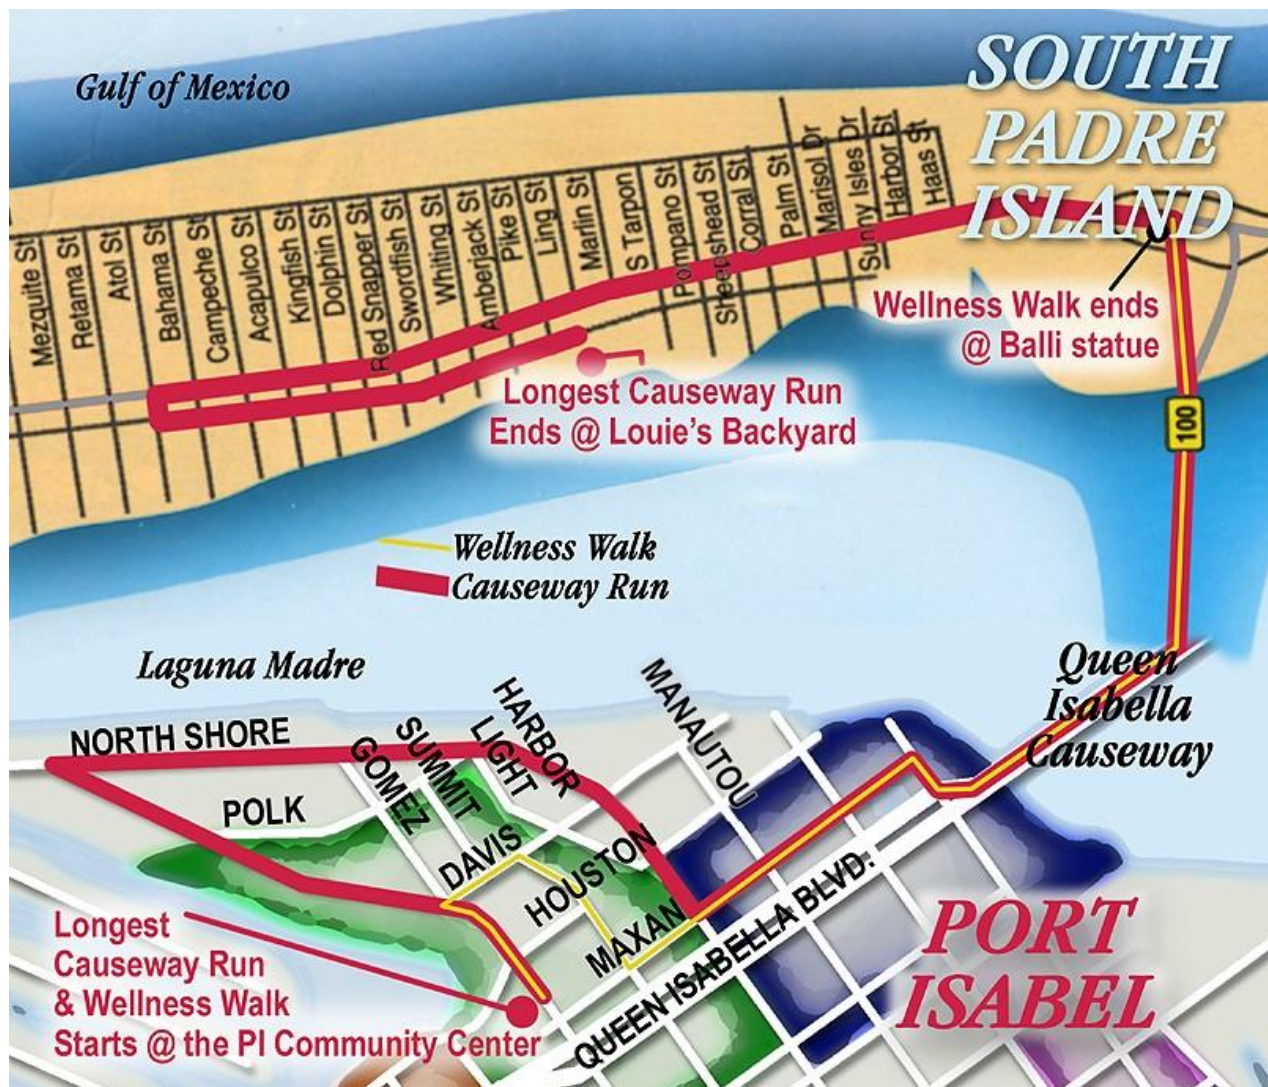 Gulf of Mexico
SOUTH
PADRE
ISLAND
Mezquite St
Retama St
Atol St
Bahama St
Campeche St
Acapulco St
Kingfish St
Dolphin St
Red Snapper St
Swordfish St
Whiting St
Amberjack St
Pike St
Ling St
Marlin St
S Tarpon
Pompano St
Sheepshead St
Corral St
Palm St
Marisol Dr
Sunny Isles Dr
Harbor St
Haas St
Wellness Walk ends
@ Balli statue
Longest Causeway Run
Ends @ Louie's Backyard
100
Wellness Walk
Causeway Run
Laguna Madre
Queen
Isabella
Causeway
NORTH SHORE
POLK
GOMEZ
SUMMIT
LIGHT
HARBOR
MANAUTOU
DAVIS
HOUSTON
MAXAN
QUEEN ISABELLA BLVD.
Longest
Causeway Run
& Wellness Walk
Starts @ the PI Community Center
PORT
ISABEL